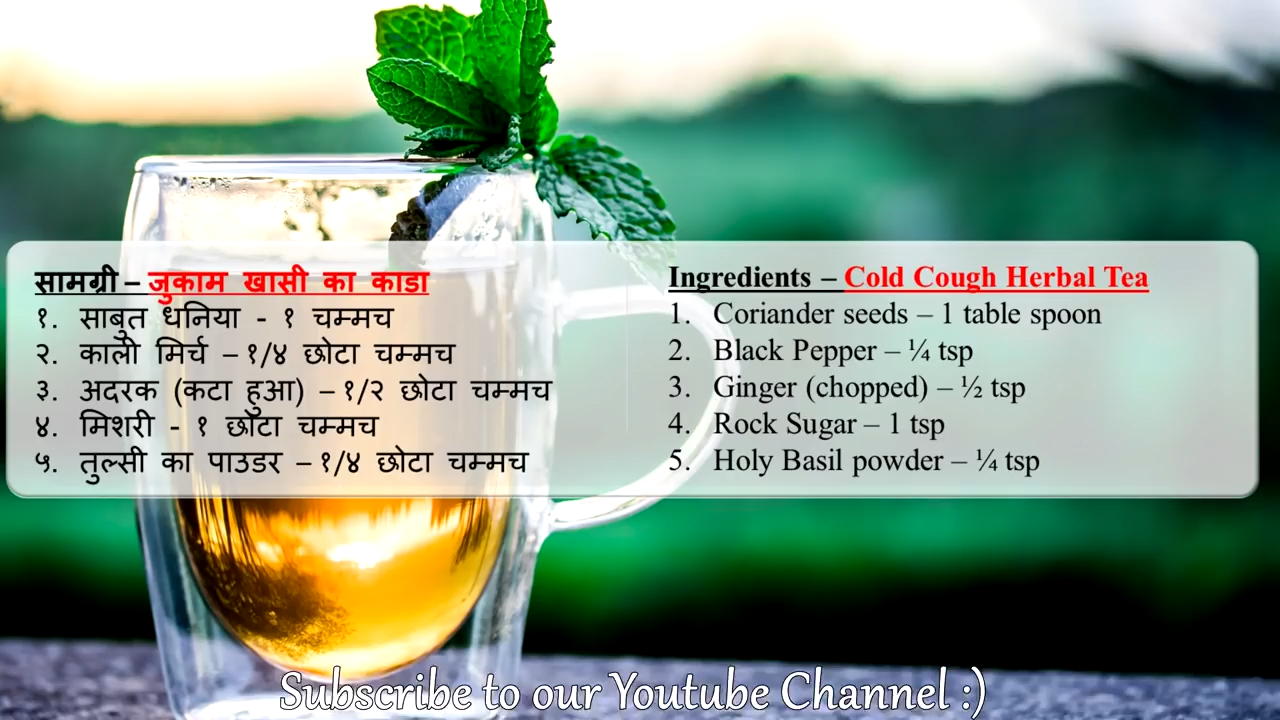 सामग्री – जुकाम खासी का काडा
१. साबुत धनिया - १ चम्मच
२. काली मिर्च – १/४ छोटा चम्मच
३. अदरक (कटा हुआ) – १/२ छोटा चम्मच
४. मिशरी - १ छोटा चम्मच
५. तुल्सी का पाउडर – १/४ छोटा चम्मच
Ingredients – Cold Cough Herbal Tea
1. Coriander seeds – 1 table spoon
2. Black Pepper – ¼ tsp
3. Ginger (chopped) – ½ tsp
4. Rock Sugar – 1 tsp
5. Holy Basil powder – ¼ tsp
Subscribe to our Youtube Channel :)